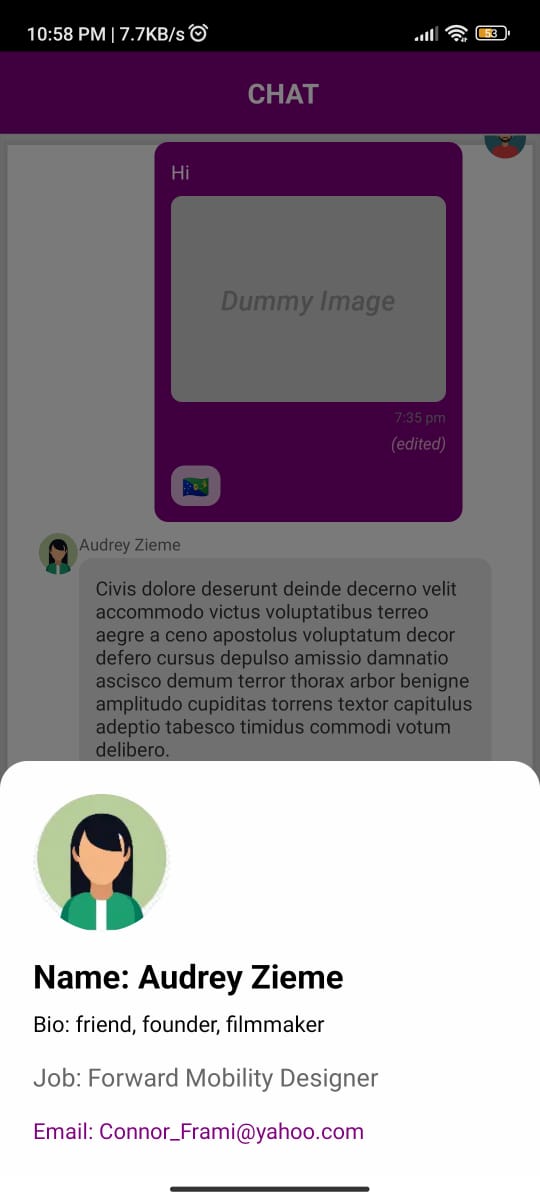 10:58 PM | 7.7KB/s
53
CHAT
Hi
Dummy Image
7:35 pm
(edited)
Audrey Zieme
Civis dolore deserunt deinde decerno velit
accommodo victus voluptatibus terreo
aegre a ceno apostolus voluptatum decor
defero cursus depulso amissio damnatio
ascisco demum terror thorax arbor benigne
amplitudo cupiditas torrens textor capitulus
adeptio tabesco timidus commodi votum
delibero.
Name: Audrey Zieme
Bio: friend, founder, filmmaker
Job: Forward Mobility Designer
Email: Connor_Frami@yahoo.com